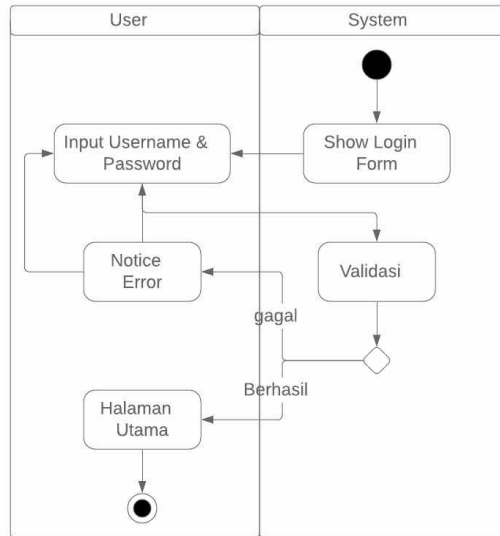 User
System
Show Login
Form
Input Username &
Password
Notice
Error
Validasi
gagal
Berhasil
Halaman
Utama